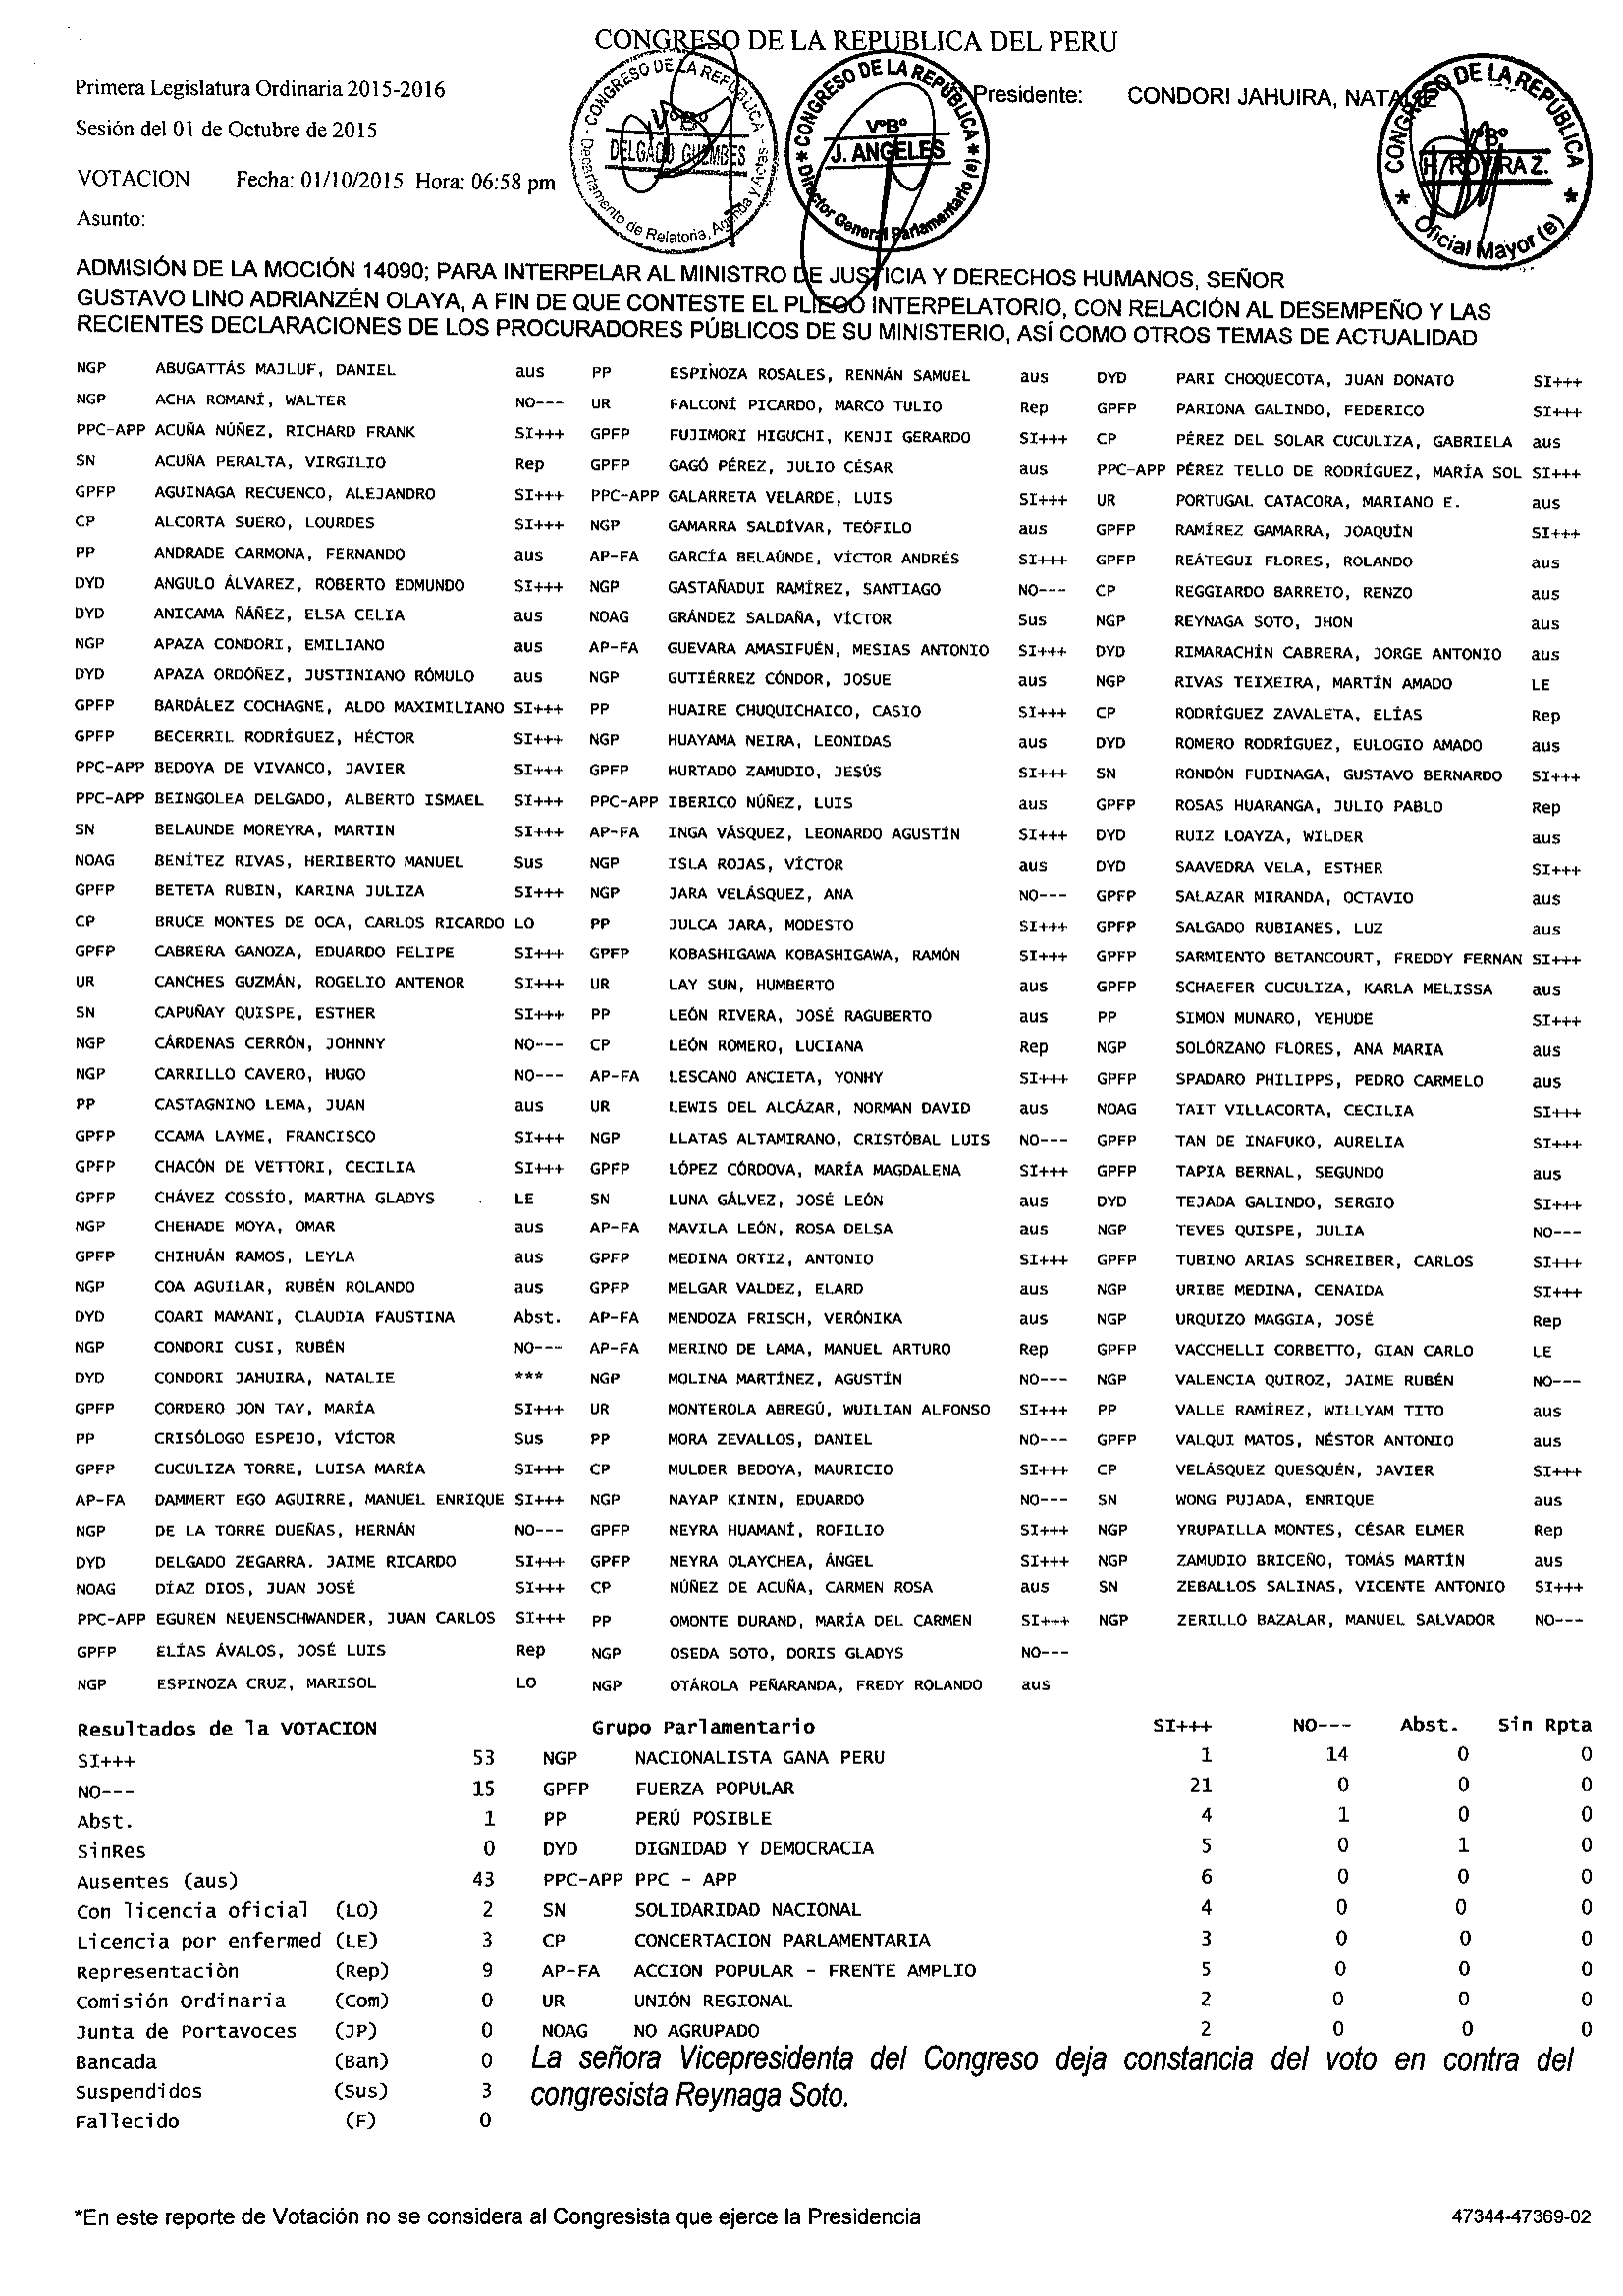 CONGRESO DE LA REPUBLICA DEL PERU
Primera Legislatura Ordinaria 2015-2016
Presidente: CONDORI JAHUIRA, NATALIE
Sesión del 01 de Octubre de 2015
VOTACION Fecha: 01/10/2015 Hora: 06:58 pm
Asunto:
CONGRESO DE LA REPUBLICA - Departamento de Relatoria, Agenda y Actas -
VºBº
DELGADO GUEMBES
* CONGRESO DE LA REPÚBLICA * Director General Parlamentario (e)
VºBº
J. ANGELES
* CONGRESO DE LA REPÚBLICA * Oficial Mayor (e)
VºBº
ADMISIÓN DE LA MOCIÓN 14090; PARA INTERPELAR AL MINISTRO DE JUSTICIA Y DERECHOS HUMANOS, SEÑOR
GUSTAVO LINO ADRIANZÉN OLAYA, A FIN DE QUE CONTESTE EL PLIEGO INTERPELATORIO, CON RELACIÓN AL DESEMPEÑO Y LAS
RECIENTES DECLARACIONES DE LOS PROCURADORES PÚBLICOS DE SU MINISTERIO, ASÍ COMO OTROS TEMAS DE ACTUALIDAD
NGP ABUGATTÁS MAJLUF, DANIEL aus PP ESPINOZA ROSALES, RENNÁN SAMUEL aus DYD PARI CHOQUECOTA, JUAN DONATO SI+++
NGP ACHA ROMANÍ, WALTER NO--- UR FALCONÍ PICARDO, MARCO TULIO Rep GPFP PARIONA GALINDO, FEDERICO SI+++
PPC-APP ACUÑA NÚÑEZ, RICHARD FRANK SI+++ GPFP FUJIMORI HIGUCHI, KENJI GERARDO SI+++ CP PÉREZ DEL SOLAR CUCULIZA, GABRIELA aus
SN ACUÑA PERALTA, VIRGILIO Rep GPFP GAGÓ PÉREZ, JULIO CÉSAR aus PPC-APP PÉREZ TELLO DE RODRÍGUEZ, MARÍA SOL SI+++
GPFP AGUINAGA RECUENCO, ALEJANDRO SI+++ PPC-APP GALARRETA VELARDE, LUIS SI+++ UR PORTUGAL CATACORA, MARIANO E. aus
CP ALCORTA SUERO, LOURDES SI+++ NGP GAMARRA SALDÍVAR, TEÓFILO aus GPFP RAMÍREZ GAMARRA, JOAQUÍN SI+++
PP ANDRADE CARMONA, FERNANDO aus AP-FA GARCÍA BELAÚNDE, VÍCTOR ANDRÉS SI+++ GPFP REÁTEGUI FLORES, ROLANDO aus
DYD ANGULO ÁLVAREZ, ROBERTO EDMUNDO SI+++ NGP GASTAÑADUI RAMÍREZ, SANTIAGO NO--- CP REGGIARDO BARRETO, RENZO aus
DYD ANICAMA ÑÁÑEZ, ELSA CELIA aus NOAG GRÁNDEZ SALDAÑA, VÍCTOR Sus NGP REYNAGA SOTO, JHON aus
NGP APAZA CONDORI, EMILIANO aus AP-FA GUEVARA AMASIFUÉN, MESIAS ANTONIO SI+++ DYD RIMARACHÍN CABRERA, JORGE ANTONIO aus
DYD APAZA ORDÓÑEZ, JUSTINIANO RÓMULO aus NGP GUTIÉRREZ CÓNDOR, JOSUE aus NGP RIVAS TEIXEIRA, MARTÍN AMADO LE
GPFP BARDÁLEZ COCHAGNE, ALDO MAXIMILIANO SI+++ PP HUAIRE CHUQUICHAICO, CASIO SI+++ CP RODRÍGUEZ ZAVALETA, ELÍAS Rep
GPFP BECERRIL RODRÍGUEZ, HÉCTOR SI+++ NGP HUAYAMA NEIRA, LEONIDAS aus DYD ROMERO RODRÍGUEZ, EULOGIO AMADO aus
PPC-APP BEDOYA DE VIVANCO, JAVIER SI+++ GPFP HURTADO ZAMUDIO, JESÚS SI+++ SN RONDÓN FUDINAGA, GUSTAVO BERNARDO SI+++
PPC-APP BEINGOLEA DELGADO, ALBERTO ISMAEL SI+++ PPC-APP IBERICO NÚÑEZ, LUIS aus GPFP ROSAS HUARANGA, JULIO PABLO Rep
SN BELAUNDE MOREYRA, MARTIN SI+++ AP-FA INGA VÁSQUEZ, LEONARDO AGUSTÍN SI+++ DYD RUIZ LOAYZA, WILDER aus
NOAG BENÍTEZ RIVAS, HERIBERTO MANUEL Sus NGP ISLA ROJAS, VÍCTOR aus DYD SAAVEDRA VELA, ESTHER SI+++
GPFP BETETA RUBIN, KARINA JULIZA SI+++ NGP JARA VELÁSQUEZ, ANA NO--- GPFP SALAZAR MIRANDA, OCTAVIO aus
CP BRUCE MONTES DE OCA, CARLOS RICARDO LO PP JULCA JARA, MODESTO SI+++ GPFP SALGADO RUBIANES, LUZ aus
GPFP CABRERA GANOZA, EDUARDO FELIPE SI+++ GPFP KOBASHIGAWA KOBASHIGAWA, RAMÓN SI+++ GPFP SARMIENTO BETANCOURT, FREDDY FERNAN SI+++
UR CANCHES GUZMÁN, ROGELIO ANTENOR SI+++ UR LAY SUN, HUMBERTO aus GPFP SCHAEFER CUCULIZA, KARLA MELISSA aus
SN CAPUÑAY QUISPE, ESTHER SI+++ PP LEÓN RIVERA, JOSÉ RAGUBERTO aus PP SIMON MUNARO, YEHUDE SI+++
NGP CÁRDENAS CERRÓN, JOHNNY NO--- CP LEÓN ROMERO, LUCIANA Rep NGP SOLÓRZANO FLORES, ANA MARIA aus
NGP CARRILLO CAVERO, HUGO NO--- AP-FA LESCANO ANCIETA, YONHY SI+++ GPFP SPADARO PHILIPPS, PEDRO CARMELO aus
PP CASTAGNINO LEMA, JUAN aus UR LEWIS DEL ALCÁZAR, NORMAN DAVID aus NOAG TAIT VILLACORTA, CECILIA SI+++
GPFP CCAMA LAYME, FRANCISCO SI+++ NGP LLATAS ALTAMIRANO, CRISTÓBAL LUIS NO--- GPFP TAN DE INAFUKO, AURELIA SI+++
GPFP CHACÓN DE VETTORI, CECILIA SI+++ GPFP LÓPEZ CÓRDOVA, MARÍA MAGDALENA SI+++ GPFP TAPIA BERNAL, SEGUNDO aus
GPFP CHÁVEZ COSSÍO, MARTHA GLADYS LE SN LUNA GÁLVEZ, JOSÉ LEÓN aus DYD TEJADA GALINDO, SERGIO SI+++
NGP CHEHADE MOYA, OMAR aus AP-FA MAVILA LEÓN, ROSA DELSA aus NGP TEVES QUISPE, JULIA NO---
GPFP CHIHUÁN RAMOS, LEYLA aus GPFP MEDINA ORTIZ, ANTONIO SI+++ GPFP TUBINO ARIAS SCHREIBER, CARLOS SI+++
NGP COA AGUILAR, RUBÉN ROLANDO aus GPFP MELGAR VALDEZ, ELARD aus NGP URIBE MEDINA, CENAIDA SI+++
DYD COARI MAMANI, CLAUDIA FAUSTINA Abst. AP-FA MENDOZA FRISCH, VERÓNIKA aus NGP URQUIZO MAGGIA, JOSÉ Rep
NGP CONDORI CUSI, RUBÉN NO--- AP-FA MERINO DE LAMA, MANUEL ARTURO Rep GPFP VACCHELLI CORBETTO, GIAN CARLO LE
DYD CONDORI JAHUIRA, NATALIE *** NGP MOLINA MARTÍNEZ, AGUSTÍN NO--- NGP VALENCIA QUIROZ, JAIME RUBÉN NO---
GPFP CORDERO JON TAY, MARÍA SI+++ UR MONTEROLA ABREGÚ, WUILIAN ALFONSO SI+++ PP VALLE RAMÍREZ, WILLYAM TITO aus
PP CRISÓLOGO ESPEJO, VÍCTOR Sus PP MORA ZEVALLOS, DANIEL NO--- GPFP VALQUI MATOS, NÉSTOR ANTONIO aus
GPFP CUCULIZA TORRE, LUISA MARÍA SI+++ CP MULDER BEDOYA, MAURICIO SI+++ CP VELÁSQUEZ QUESQUÉN, JAVIER SI+++
AP-FA DAMMERT EGO AGUIRRE, MANUEL ENRIQUE SI+++ NGP NAYAP KININ, EDUARDO NO--- SN WONG PUJADA, ENRIQUE aus
NGP DE LA TORRE DUEÑAS, HERNÁN NO--- GPFP NEYRA HUAMANÍ, ROFILIO SI+++ NGP YRUPAILLA MONTES, CÉSAR ELMER Rep
DYD DELGADO ZEGARRA. JAIME RICARDO SI+++ GPFP NEYRA OLAYCHEA, ÁNGEL SI+++ NGP ZAMUDIO BRICEÑO, TOMÁS MARTÍN aus
NOAG DÍAZ DIOS, JUAN JOSÉ SI+++ CP NÚÑEZ DE ACUÑA, CARMEN ROSA aus SN ZEBALLOS SALINAS, VICENTE ANTONIO SI+++
PPC-APP EGUREN NEUENSCHWANDER, JUAN CARLOS SI+++ PP OMONTE DURAND, MARÍA DEL CARMEN SI+++ NGP ZERILLO BAZALAR, MANUEL SALVADOR NO---
GPFP ELÍAS ÁVALOS, JOSÉ LUIS Rep NGP OSEDA SOTO, DORIS GLADYS NO---
NGP ESPINOZA CRUZ, MARISOL LO NGP OTÁROLA PEÑARANDA, FREDY ROLANDO aus
Resultados de la VOTACION Grupo Parlamentario SI+++ NO--- Abst. Sin Rpta
SI+++ 53 NGP NACIONALISTA GANA PERU 1 14 0 0
NO--- 15 GPFP FUERZA POPULAR 21 0 0 0
Abst. 1 PP PERÚ POSIBLE 4 1 0 0
SinRes 0 DYD DIGNIDAD Y DEMOCRACIA 5 0 1 0
Ausentes (aus) 43 PPC-APP PPC - APP 6 0 0 0
Con licencia oficial (LO) 2 SN SOLIDARIDAD NACIONAL 4 0 0 0
Licencia por enfermed (LE) 3 CP CONCERTACION PARLAMENTARIA 3 0 0 0
Representaciòn (Rep) 9 AP-FA ACCION POPULAR - FRENTE AMPLIO 5 0 0 0
Comisión Ordinaria (Com) 0 UR UNIÓN REGIONAL 2 0 0 0
Junta de Portavoces (JP) 0 NOAG NO AGRUPADO 2 0 0 0
Bancada (Ban) 0
Suspendidos (Sus) 3
Fallecido (F) 0
La señora Vicepresidenta del Congreso deja constancia del voto en contra del
congresista Reynaga Soto.
*En este reporte de Votación no se considera al Congresista que ejerce la Presidencia
47344-47369-02